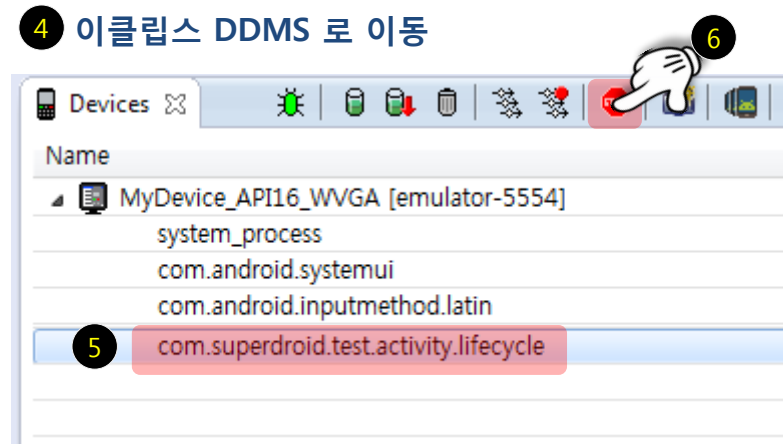 4 이클립스 DDMS 로 이동
6
Devices
Name
MyDevice_API16_WVGA [emulator-5554]
system_process
com.android.systemui
com.android.inputmethod.latin
5 com.superdroid.test.activity.lifecycle